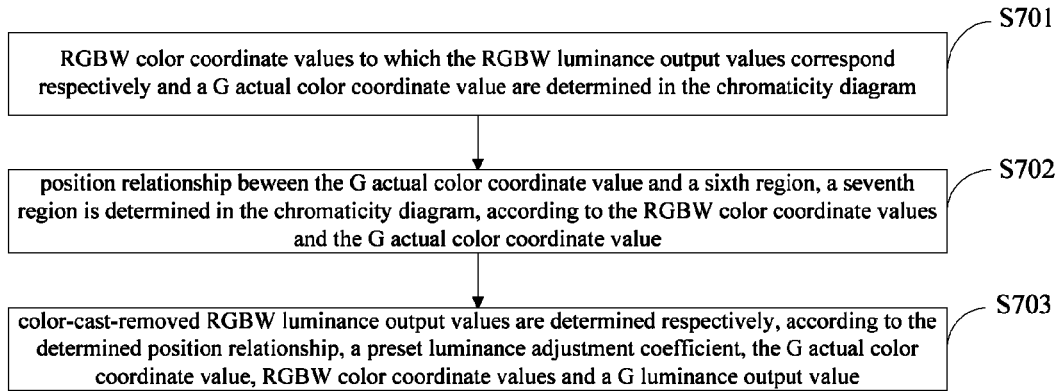 S701
RGBW color coordinate values to which the RGBW luminance output values correspond
respectively and a G actual color coordinate value are determined in the chromaticity diagram
S702
position relationship beween the G actual color coordinate value and a sixth region, a seventh
region is determined in the chromaticity diagram, according to the RGBW color coordinate values
and the G actual color coordinate value
S703
color-cast-removed RGBW luminance output values are determined respectively, according to the
determined position relationship, a preset luminance adjustment coefficient, the G actual color
coordinate value, RGBW color coordinate values and a G luminance output value